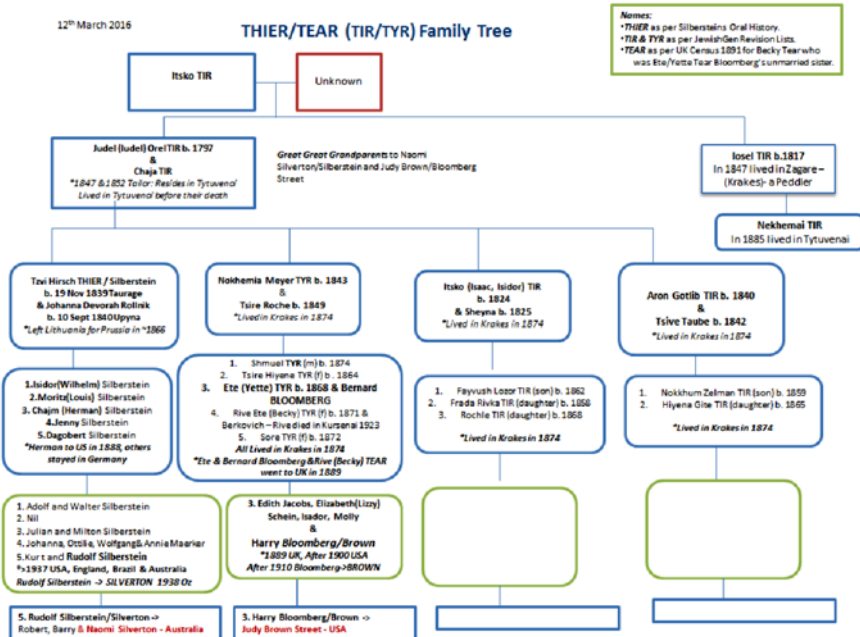 12th March 2016
THIER/TEAR (TIR/TYR) Family Tree
Names:
•THIER as per Silbersteins Oral History.
•TIR & TYR as per JewishGen Revision Lists.
•TEAR as per UK Census 1891 for Becky Tear who
was Ete/Yette Tear Bloomberg's unmarried sister.
Itsko TIR
Unknown
Judel (Iudel) Orel TIR b. 1797
&
Chaja TIR
*1847 & 1852 Tailor: Resides in Tytuvenai
Lived in Tytuvenai before their death
Great Great Grandparents to Naomi
Silverton/Silberstein and Judy Brown/Bloomberg
Street
Iosel TIR b.1817
In 1847 lived in Zagare –
(Krakes)- a Peddler
Nekhemai TIR
In 1885 lived in Tytuvenai
Tzvi Hirsch THIER / Silberstein
b. 19 Nov 1839 Taurage
& Johanna Devorah Rollnik
b. 10 Sept 1840 Upyna
*Left Lithuania for Prussia in ~1866
Nokhemia Meyer TYR b. 1843
&
Tsire Roche b. 1849
*Lived in Krakes in 1874
Itsko (Isaac, Isidor) TIR
b. 1824
& Sheyna b. 1825
*Lived in Krakes in 1874
Aron Gotlib TIR b. 1840
&
Tsive Taube b. 1842
*Lived in Krakes in 1874
1.Isidor(Wilhelm) Silberstein
2.Moritz(Louis) Silberstein
3.Chajm (Herman) Silberstein
4.Jenny Silberstein
5.Dagobert Silberstein
*Herman to US in 1888, others
stayed in Germany
1. Shmuel TYR (m) b. 1874
2. Tsire Hiyene TYR (f) b. 1864
3. Ete (Yette) TYR b. 1868 & Bernard
BLOOMBERG
4. Rive Ete (Becky) TYR (f) b. 1871 &
Berkovich – Rive died in Kursenai 1923
5. Sore TYR (f) b. 1872
All Lived in Krakes in 1874
*Ete & Bernard Bloomberg & Rive (Becky) TEAR
went to UK in 1889
1. Fayvush Lozor TIR (son) b. 1862
2. Frada Rivka TIR (daughter) b. 1858
3. Rochle TIR (daughter) b. 1868
*Lived in Krakes in 1874
1. Nokhum Zelman TIR (son) b. 1859
2. Hiyena Gite TIR (daughter) b. 1865
*Lived in Krakes in 1874
1. Adolf and Walter Silberstein
2. Nil
3. Julian and Milton Silberstein
4. Johanna, Ottilie, Wolfgang & Annie Maerker
5. Kurt and Rudolf Silberstein
*>1937 USA, England, Brazil & Australia
Rudolf Silberstein -> SILVERTON 1938 Oz
3. Edith Jacobs, Elizabeth(Lizzy)
Schein, Isador, Molly
&
Harry Bloomberg/Brown
*1889 UK, After 1900 USA
After 1910 Bloomberg->BROWN
5. Rudolf Silberstein/Silverton ->
Robert, Barry & Naomi Silverton - Australia
3. Harry Bloomberg/Brown ->
Judy Brown Street - USA